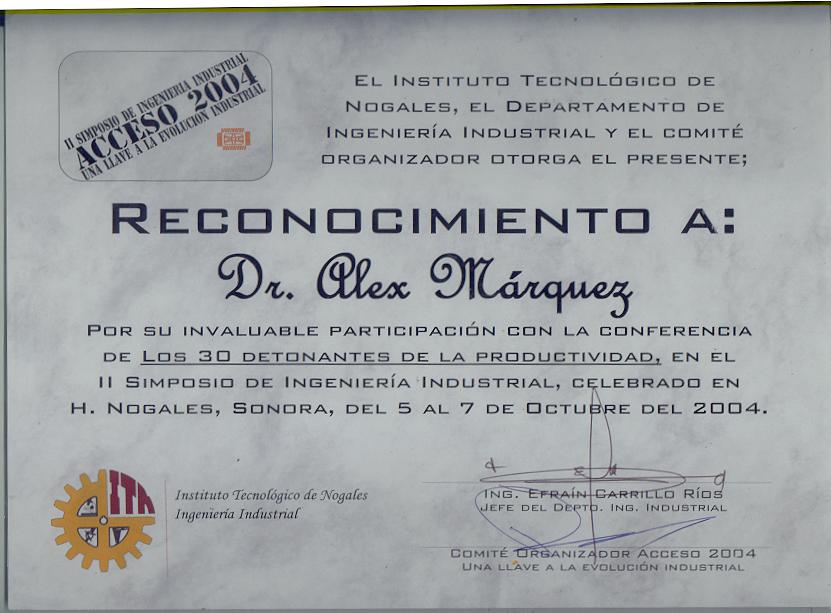 II SIMPOSIO DE INGENIERIA INDUSTRIAL
ACCESO 2004
UNA LLAVE A LA EVOLUCIÓN INDUSTRIAL
EL INSTITUTO TECNOLÓGICO DE
NOGALES, EL DEPARTAMENTO DE
INGENIERÍA INDUSTRIAL Y EL COMITÉ
ORGANIZADOR OTORGA EL PRESENTE;
RECONOCIMIENTO A:
Dr. Alex Márquez
POR SU INVALUABLE PARTICIPACIÓN CON LA CONFERENCIA
DE LOS 30 DETONANTES DE LA PRODUCTIVIDAD, EN EL
II SIMPOSIO DE INGENIERÍA INDUSTRIAL, CELEBRADO EN
H. NOGALES, SONORA, DEL 5 AL 7 DE OCTUBRE DEL 2004.
ITN
Instituto Tecnológico de Nogales
Ingeniería Industrial
ING. EFRAÍN CARRILLO RÍOS
JEFE DEL DEPTO. ING. INDUSTRIAL
COMITÉ ORGANIZADOR ACCESO 2004
UNA LLAVE A LA EVOLUCIÓN INDUSTRIAL